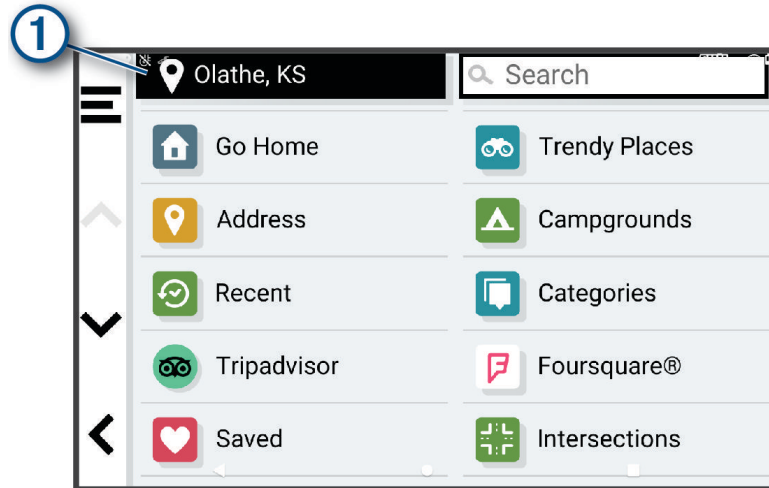 1
Olathe, KS
Search
Go Home
Trendy Places
Address
Campgrounds
Recent
Categories
Tripadvisor
Foursquare®
Saved
Intersections